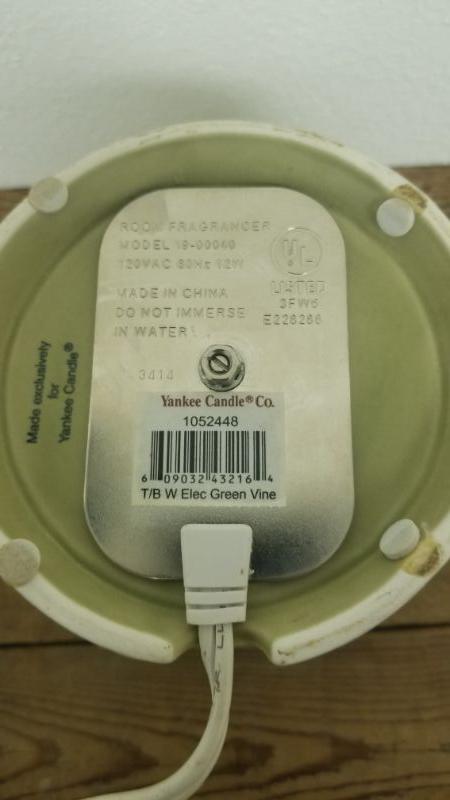 ROOM FRAGRANCER
MODEL 19-00040
120VAC 60Hz 12W
MADE IN CHINA
DO NOT IMMERSE
IN WATER
UL
LISTED
3FW6
E226266
3414
Made exclusively
for
Yankee Candle®
Yankee Candle® Co.
1052448
6 09032 43216 4
T/B W Elec Green Vine